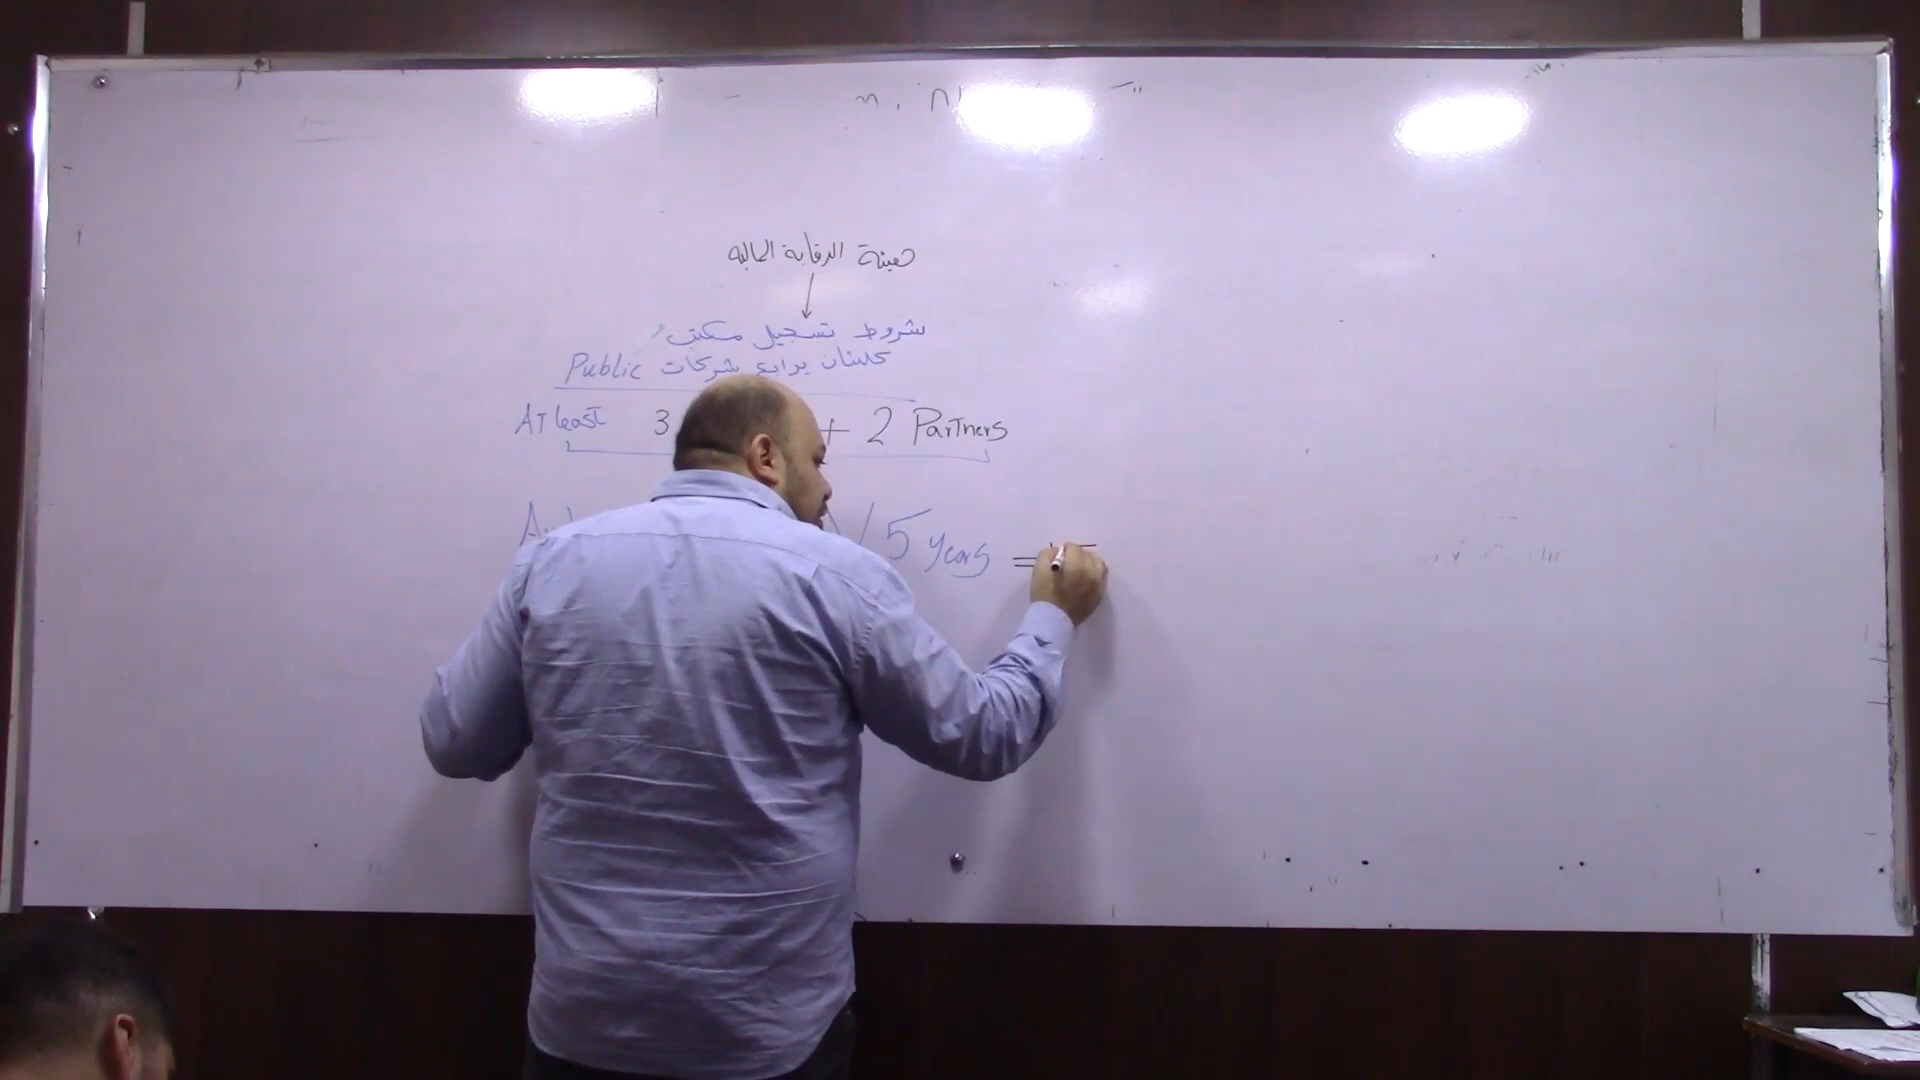 هيئة الرقابة المالية
شروط تسجيل مكتب
علشان يراجع شركات Public
At least 3 + 2 Partners
/ 5 years =